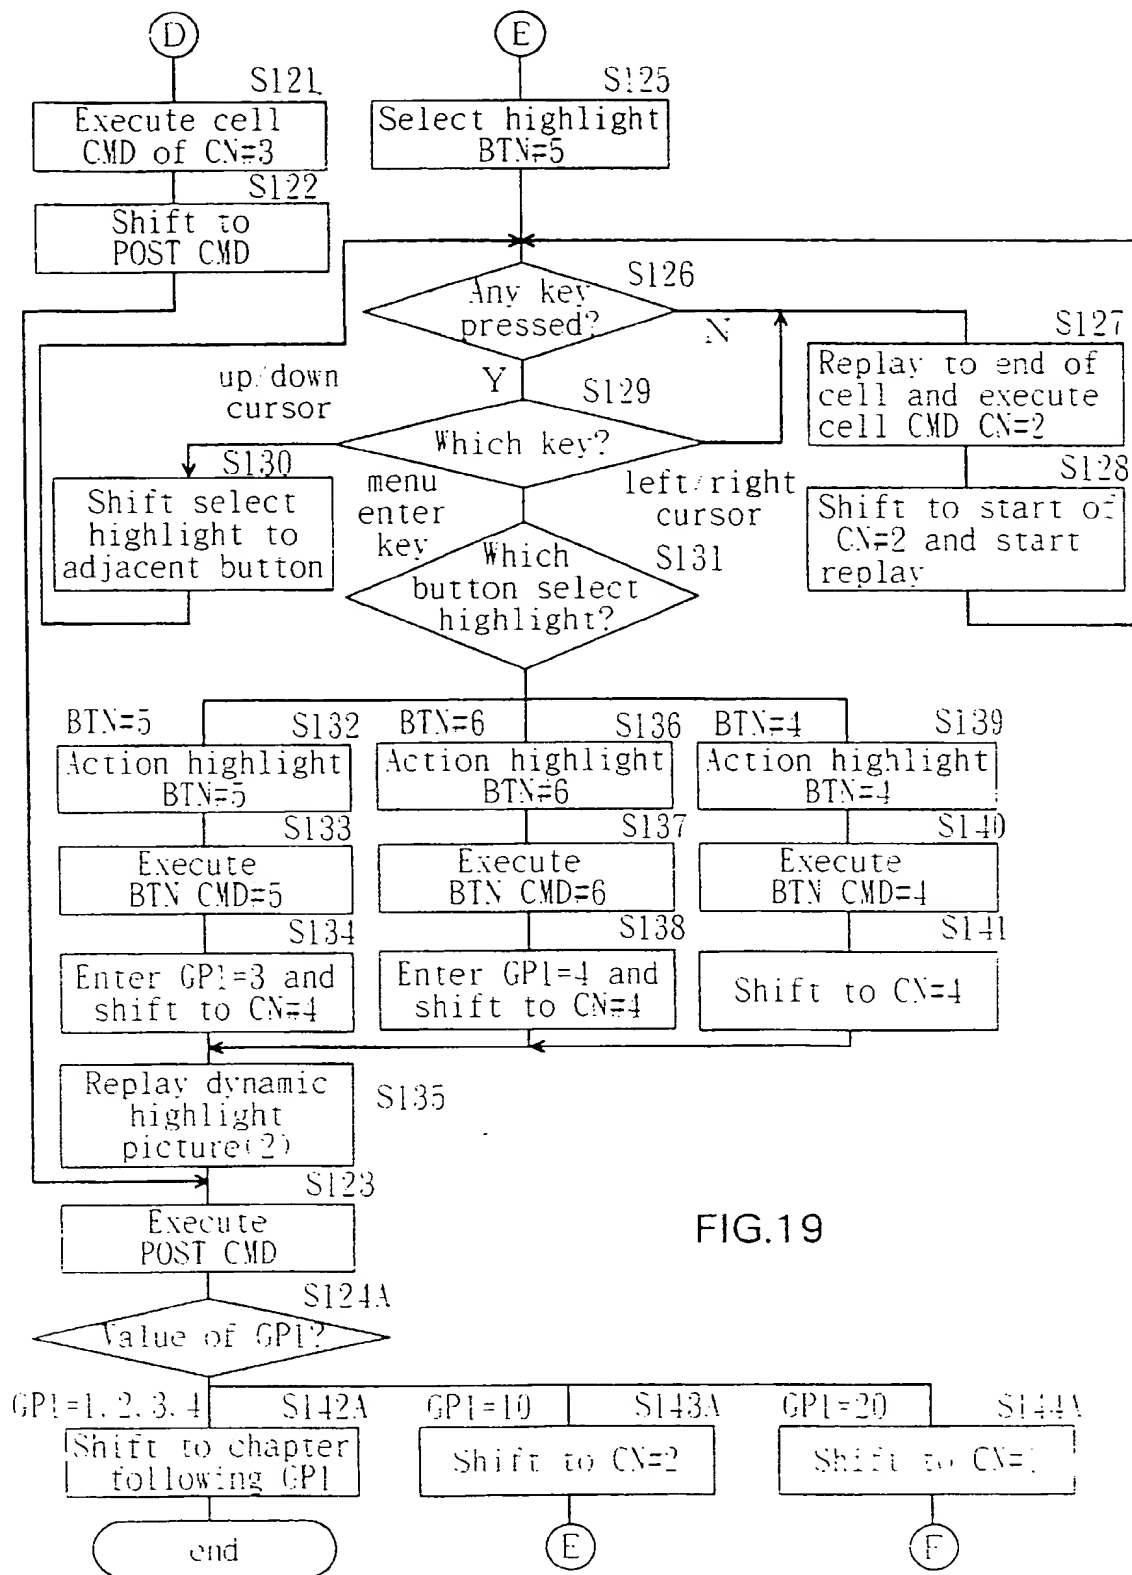 D
E
S121
Execute cell
CMD of CN=3
S125
Select highlight
BTN=5
S122
Shift to
POST CMD
S126
Any key
pressed?
N
Y
S127
Replay to end of
cell and execute
cell CMD CN=2
up/down
cursor
S129
Which key?
S130
Shift select
highlight to
adjacent button
menu
enter
key
left/right
cursor
S128
Shift to start of
CN=2 and start
replay
S131
Which
button select
highlight?
BTN=5
S132
Action highlight
BTN=5
BTN=6
S136
Action highlight
BTN=6
BTN=4
S139
Action highlight
BTN=4
S133
Execute
BTN CMD=5
S137
Execute
BTN CMD=6
S140
Execute
BTN CMD=4
S134
Enter GP1=3 and
shift to CN=4
S138
Enter GP1=4 and
shift to CN=4
S141
Shift to CN=4
Replay dynamic
highlight
picture(2)
S135
S123
Execute
POST CMD
FIG.19
S124A
Value of GP1?
GP1=1, 2, 3, 4
S142A
Shift to chapter
following GP1
GP1=10
S143A
Shift to CN=2
GP1=20
S144A
Shift to
end
E
F